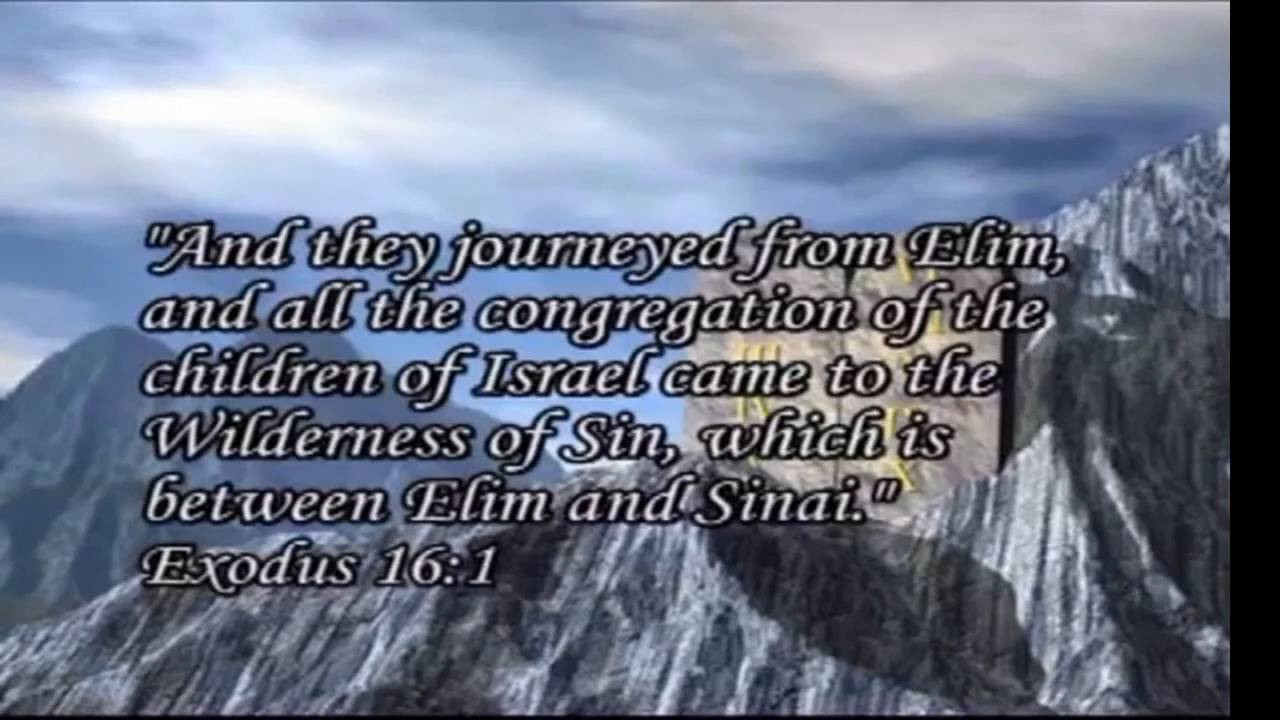 "And they journeyed from Elim,
and all the congregation of the
children of Israel came to the
Wilderness of Sin, which is
between Elim and Sinai."
Exodus 16:1